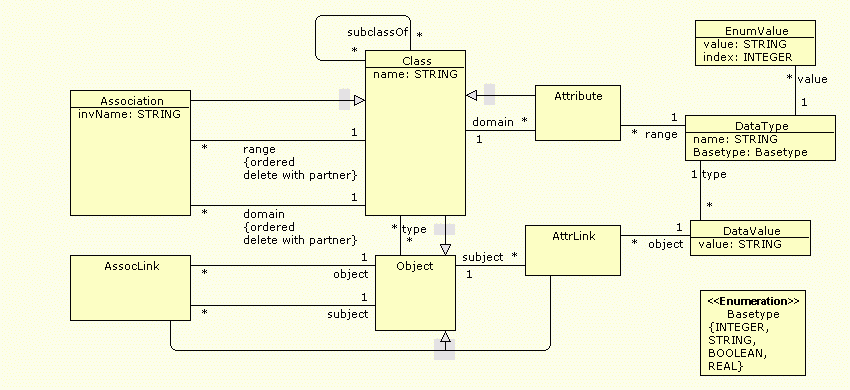 subclassOf
*
*
EnumValue
value: STRING
index: INTEGER
Class
name: STRING
* value
1
Association
invName: STRING
Attribute
domain *
1
1
* range
DataType
name: STRING
Basetype: Basetype
1
* range
{ordered
delete with partner}
1 type
*
1
* domain
{ordered
delete with partner}
* type
*
AttrLink
1
* object
DataValue
value: STRING
AssocLink
1
* object
Object
subject *
1
1
* subject
<<Enumeration>>
Basetype
{INTEGER,
STRING,
BOOLEAN,
REAL}